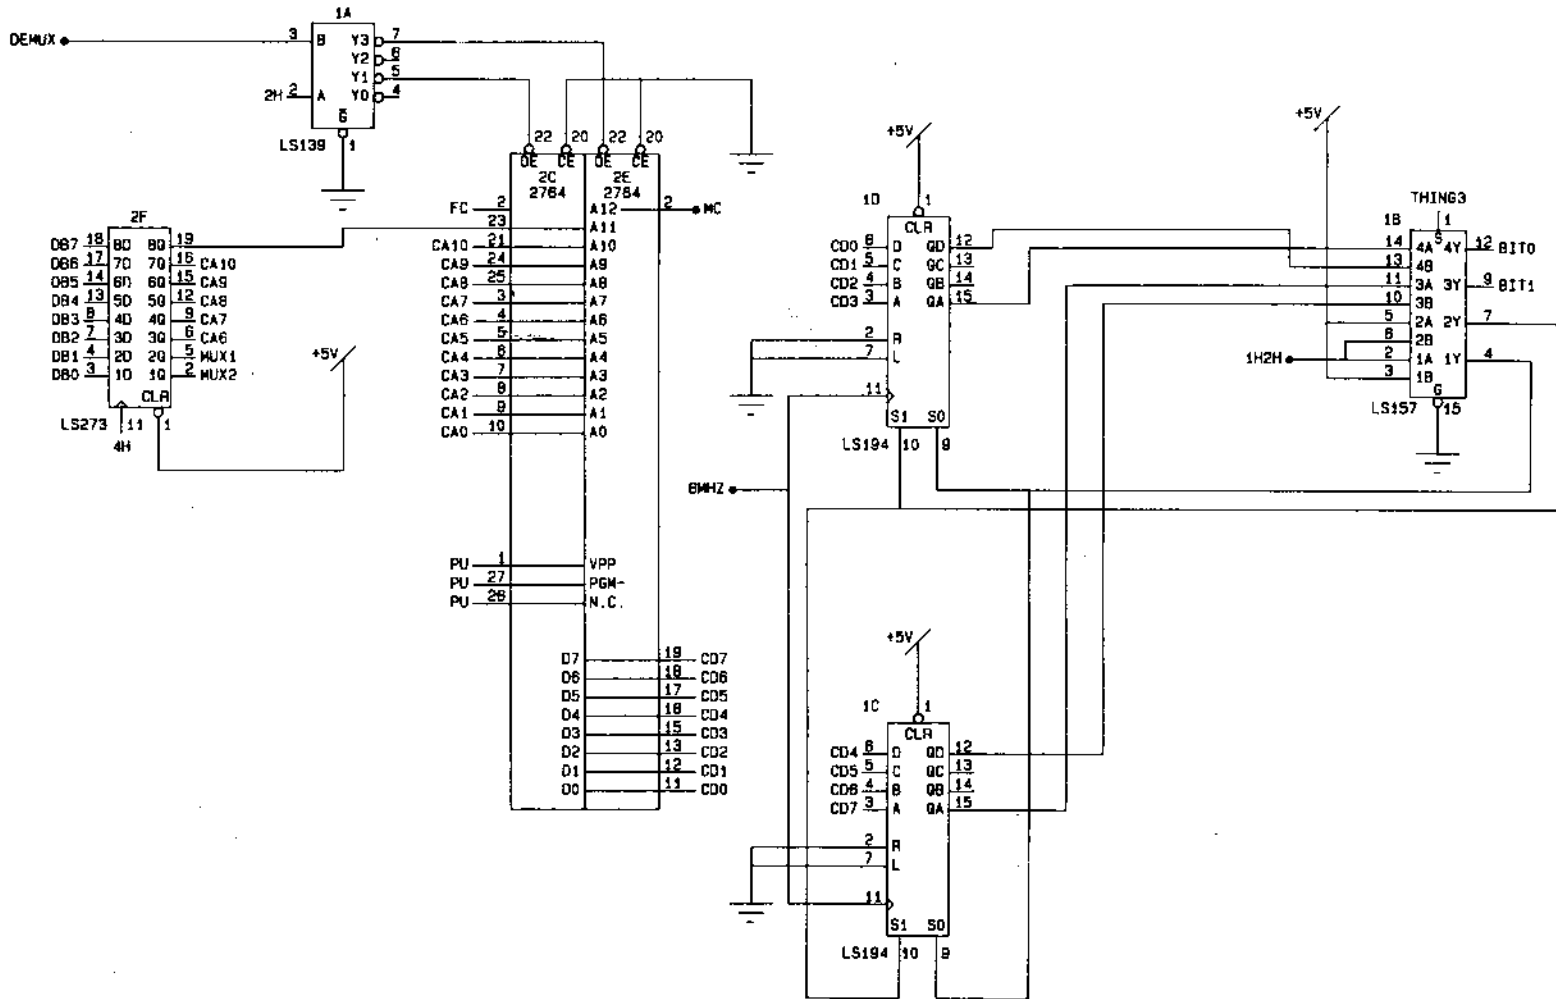 1A
DEMUX 3 B Y3 7
Y2 6
Y1 5
2H 2 A Y0 4
G
LS139 1
22 20 22 20
OE CE OE CE
2C 2E
2764 2764
FC 2 A12 2 MC
23 A11
CA10 21 A10
CA9 24 A9
CA8 25 A8
CA7 3 A7
CA6 4 A6
CA5 5 A5
CA4 6 A4
CA3 7 A3
CA2 8 A2
CA1 9 A1
CA0 10 A0
PU 1 VPP
PU 27 PGM-
PU 28 N.C.
D7 19 CD7
D6 18 CD6
D5 17 CD5
D4 16 CD4
D3 15 CD3
D2 13 CD2
D1 12 CD1
D0 11 CD0
2F
DB7 18 8D 8Q 19
DB6 17 7D 7Q 16 CA10
DB5 14 6D 6Q 15 CA9
DB4 13 5D 5Q 12 CA8
DB3 8 4D 4Q 9 CA7
DB2 7 3D 3Q 6 CA6
DB1 4 2D 2Q 5 MUX1
DB0 3 1D 1Q 2 MUX2
CLR
LS273 11 1
4H
+5V
+5V
1D 1
CLR
CD0 6 D QD 12
CD1 5 C QC 13
CD2 4 B QB 14
CD3 3 A QA 15
2 R
7 L
11
S1 S0
LS194 10 9
6MHZ
+5V
1C 1
CLR
CD4 6 D QD 12
CD5 5 C QC 13
CD6 4 B QB 14
CD7 3 A QA 15
2 R
7 L
11
S1 S0
LS194 10 9
+5V
THING3
1B 1
S
14 4A 4Y 12 BIT0
13 4B
11 3A 3Y 9 BIT1
10 3B
5 2A 2Y 7
6 2B
1H2H 2 1A 1Y 4
3 1B
G
LS157 15